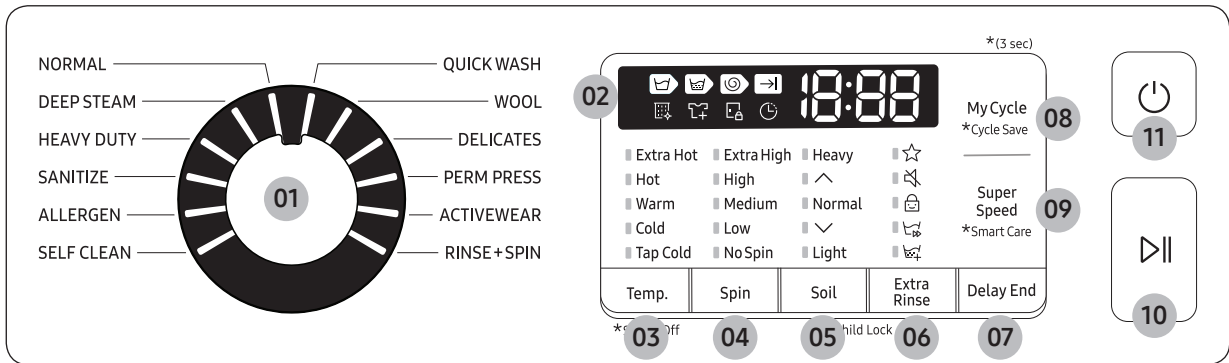 *(3 sec)
NORMAL
DEEP STEAM
HEAVY DUTY
SANITIZE
ALLERGEN
SELF CLEAN
QUICK WASH
WOOL
DELICATES
PERM PRESS
ACTIVEWEAR
RINSE+SPIN
01
02
18:88
Extra Hot
Hot
Warm
Cold
Tap Cold
Extra High
High
Medium
Low
No Spin
Heavy
Normal
Light
My Cycle
*Cycle Save
08
Super
Speed
*Smart Care
09
Temp.
Spin
Soil
Extra
Rinse
Delay End
03
04
05
Lock
06
07
11
10